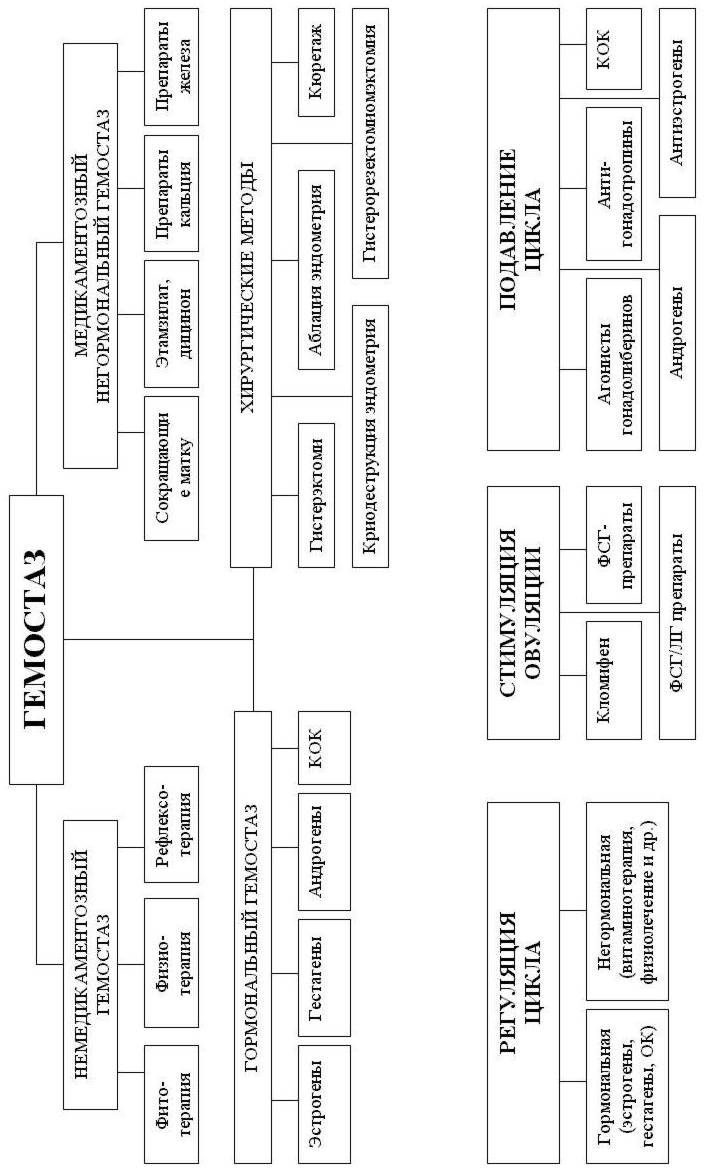 ГЕМОСТАЗ
НЕМЕДИКАМЕНТОЗНЫЙ
ГЕМОСТАЗ
МЕДИКАМЕНТОЗНЫЙ
НЕГОРМОНАЛЬНЫЙ ГЕМОСТАЗ
Фито-
терапия
Физио-
терапия
Рефлексо-
терапия
Сокращающи
е матку
Этамзилат,
дицинон
Препараты
кальция
Препараты
железа
ГОРМОНАЛЬНЫЙ ГЕМОСТАЗ
ХИРУРГИЧЕСКИЕ МЕТОДЫ
Эстрогены
Гестагены
Андрогены
КОК
Гистерэктоми
Аблация эндометрия
Кюретаж
Криодеструкция эндометрия
Гистерорезектомиомэктомия
РЕГУЛЯЦИЯ
ЦИКЛА
СТИМУЛЯЦИЯ
ОВУЛЯЦИИ
ПОДАВЛЕНИЕ
ЦИКЛА
Гормональная
(эстрогены,
гестагены, ОК)
Негормональная
(витаминотерапия,
физиолечение и др.)
Кломифен
ФСГ-
препараты
Агонисты
гонадолиберинов
Анти-
гонадотропины
КОК
ФСГ/ЛГ препараты
Андрогены
Антиэстрогены